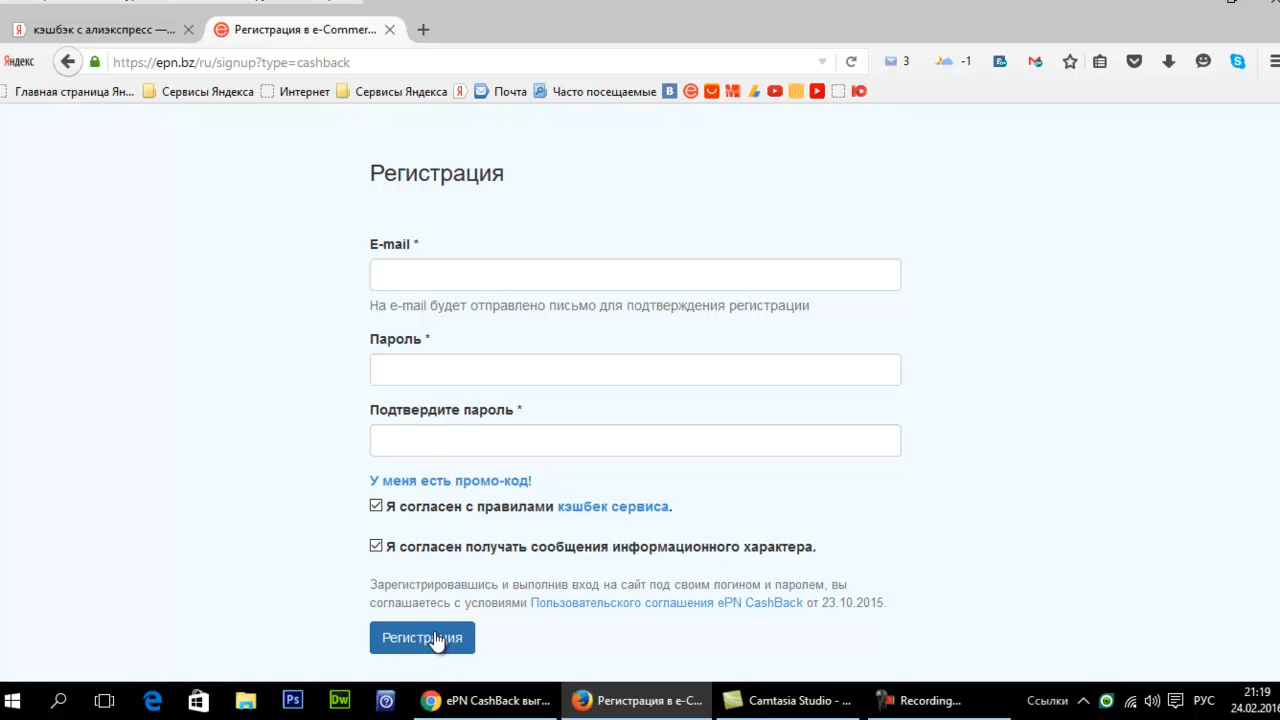 Я кэшбэк с алиэкспресс —...
Регистрация в e-Commer...
Яндекс
https://epn.bz/ru/signup?type=cashback
3
-1
Главная страница Ян...
Сервисы Яндекса
Интернет
Сервисы Яндекса
Я
Почта
Часто посещаемые
Регистрация
E-mail *
На e-mail будет отправлено письмо для подтверждения регистрации
Пароль *
Подтвердите пароль *
У меня есть промо-код!
Я согласен с правилами кэшбек сервиса.
Я согласен получать сообщения информационного характера.
Зарегистрировавшись и выполнив вход на сайт под своим логином и паролем, вы
соглашаетесь с условиями Пользовательского соглашения ePN CashBack от 23.10.2015.
Регистрация
Ps
Dw
ePN CashBack выг...
Регистрация в e-C...
Camtasia Studio - ...
Recording...
Ссылки
РУС
21:19
24.02.2016